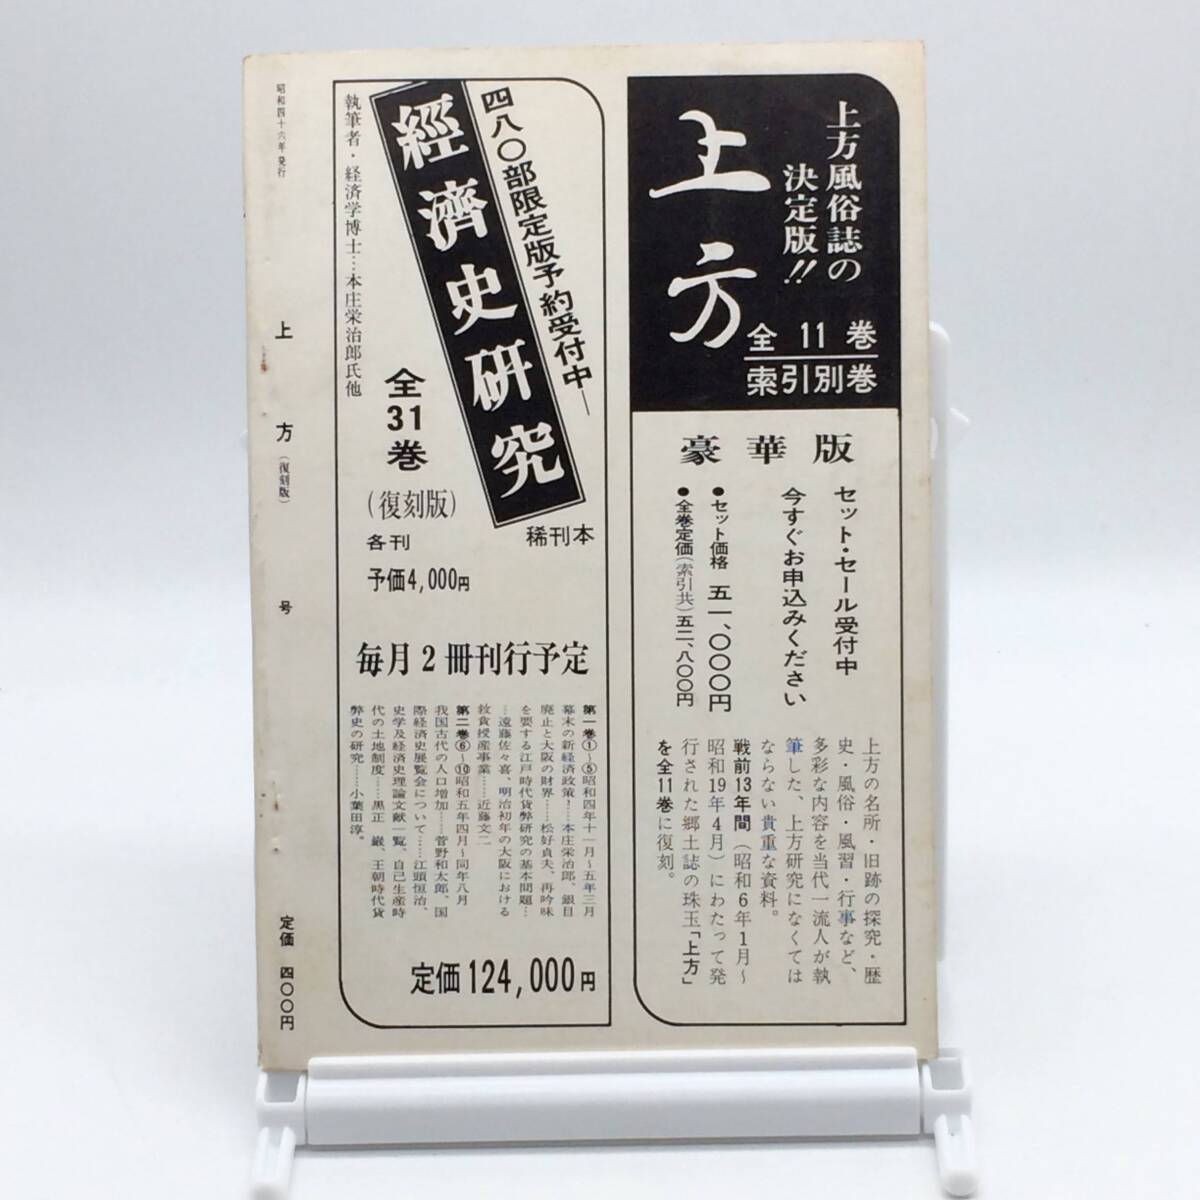 上方風俗誌の
決定版!!
上方
全11巻
索引別巻
豪華版
セット・セール受付中
今すぐお申込みください
●セット価格 五一、〇〇〇円
●全巻定価(索引共)五二、八〇〇円
上方の名所・旧跡の探究・歴
史・風俗・風習・行事など、
多彩な内容を当代一流人が執
筆した、上方研究になくては
ならない貴重な資料。
戦前13年間(昭和6年1月～
昭和19年4月)にわたって発
行された郷土誌の珠玉「上方」
を全11巻に復刻。
四八〇部限定版予約受付中—
經濟史研究
執筆者・経済学博士…本庄栄治郎氏他
全31巻
(復刻版)
稀刊本
各刊
予価4,000円
毎月2冊刊行予定
第一巻①～⑤昭和四年十一月～五年三月
幕末の新経済政策!…本庄栄治郎、銀目
廃止と大阪の財界……松好貞夫、再吟味
を要する江戸時代貨幣研究の基本問題…
…遠藤佐々喜、明治初年の大阪における
救貧授産事業……近藤文二
第二巻⑥～⑩昭和五年四月～同年八月
我国古代の人口増加……菅野和太郎、国
際経済史展覧会について……江頭恒治、
史学及経済史理論文献一覧、自己生産時
代の土地制度……黒正 巌、王朝時代貨
弊史の研究……小葉田淳。
定価124,000円
昭和四十六年発行
上方(復刻版)号
定価 四〇〇円